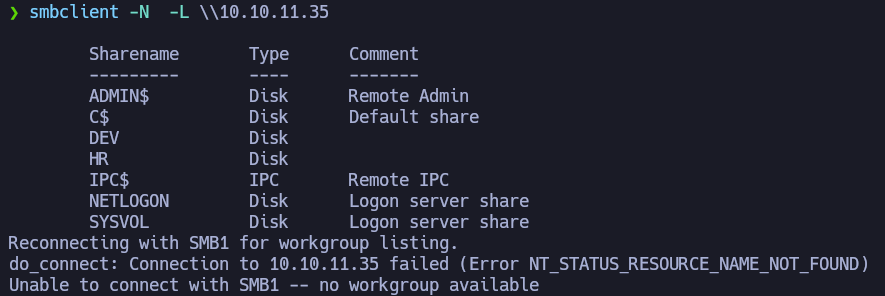 ❯ smbclient -N  -L \\10.10.11.35
Sharename       Type      Comment
---------       ----      -------
ADMIN$          Disk      Remote Admin
C$              Disk      Default share
DEV             Disk
HR              Disk
IPC$            IPC       Remote IPC
NETLOGON        Disk      Logon server share
SYSVOL          Disk      Logon server share
Reconnecting with SMB1 for workgroup listing.
do_connect: Connection to 10.10.11.35 failed (Error NT_STATUS_RESOURCE_NAME_NOT_FOUND)
Unable to connect with SMB1 -- no workgroup available